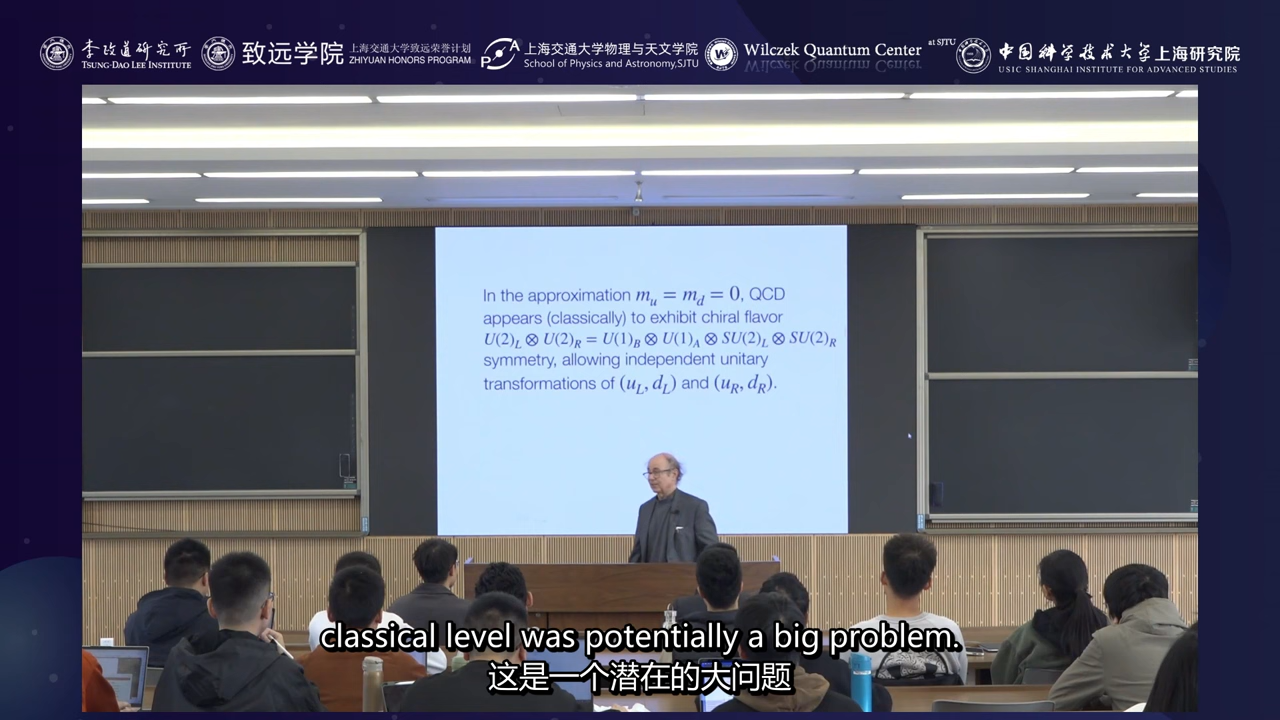 李政道研究所
TSUNG-DAO LEE INSTITUTE
致远学院
上海交通大学致远荣誉计划
ZHIYUAN HONORS PROGRAM
上海交通大学物理与天文学院
School of Physics and Astronomy,SJTU
Wilczek Quantum Center
at SJTU
中国科学技术大学上海研究院
USTC SHANGHAI INSTITUTE FOR ADVANCED STUDIES
In the approximation mᵤ = m_d = 0, QCD
appears (classically) to exhibit chiral flavor
U(2)_L ⊗ U(2)_R = U(1)_B ⊗ U(1)_A ⊗ SU(2)_L ⊗ SU(2)_R
symmetry, allowing independent unitary
transformations of (u_L, d_L) and (u_R, d_R).
classical level was potentially a big problem.
这是一个潜在的大问题